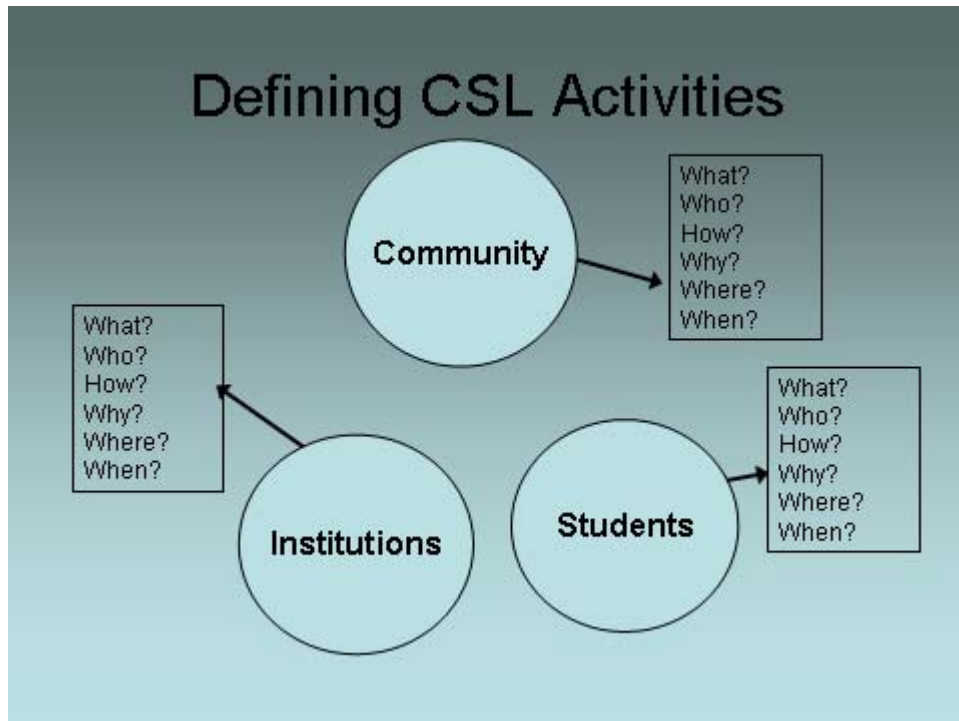 Defining CSL Activities
Community
What?
Who?
How?
Why?
Where?
When?
Institutions
What?
Who?
How?
Why?
Where?
When?
Students
What?
Who?
How?
Why?
Where?
When?